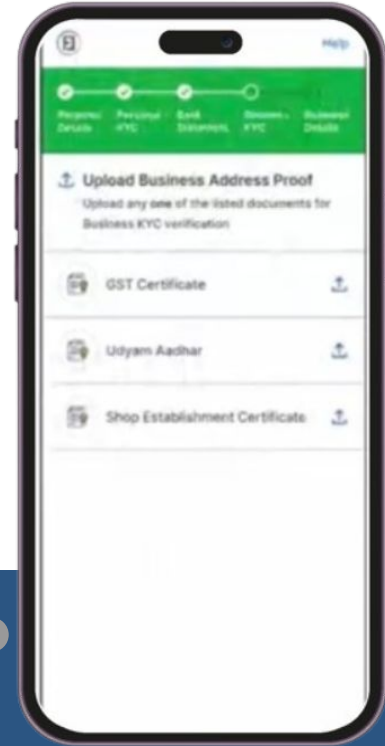 Help
Personal Personal Bank Business Business
Details KYC Statement KYC Details
Upload Business Address Proof
Upload any one of the listed documents for
Business KYC verification
GST Certificate
Udyam Aadhar
Shop Establishment Certificate